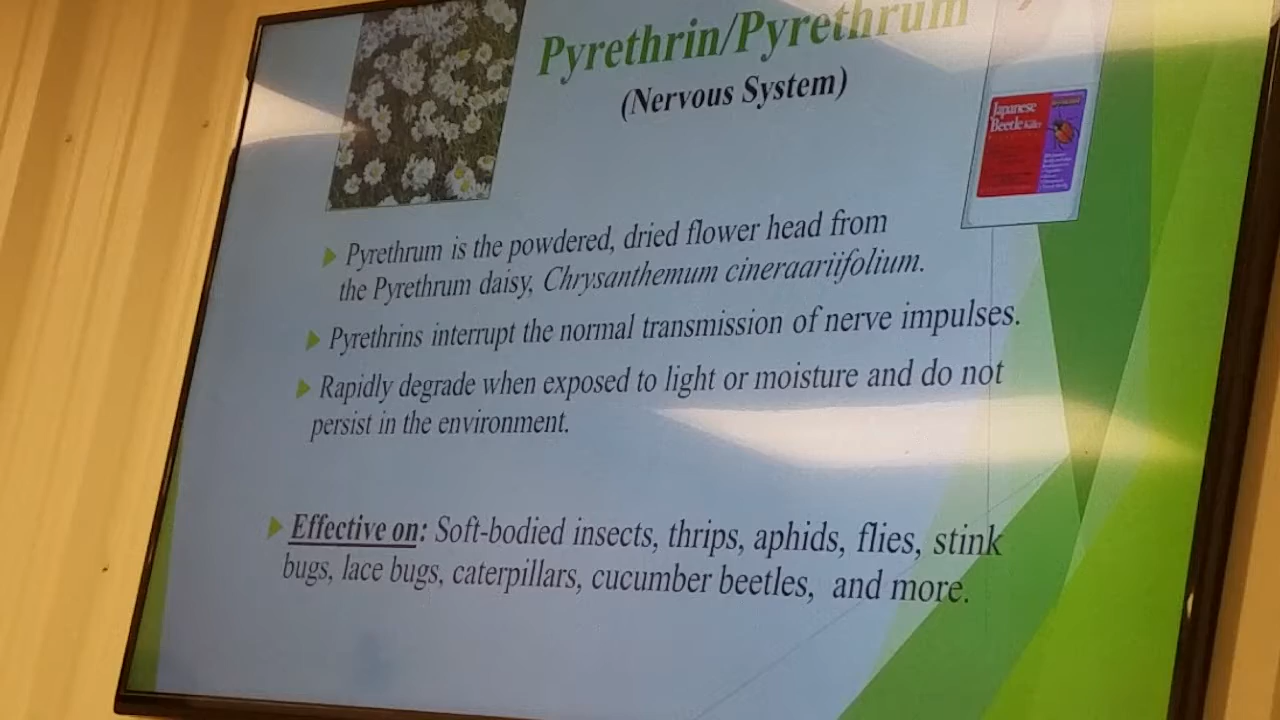 Pyrethrin/Pyrethrum
(Nervous System)
Japanese
Beetle Killer
Pyrethrum is the powdered, dried flower head from
the Pyrethrum daisy, Chrysanthemum cineraariifolium.
Pyrethrins interrupt the normal transmission of nerve impulses.
Rapidly degrade when exposed to light or moisture and do not
persist in the environment.
Effective on: Soft-bodied insects, thrips, aphids, flies, stink
bugs, lace bugs, caterpillars, cucumber beetles, and more.